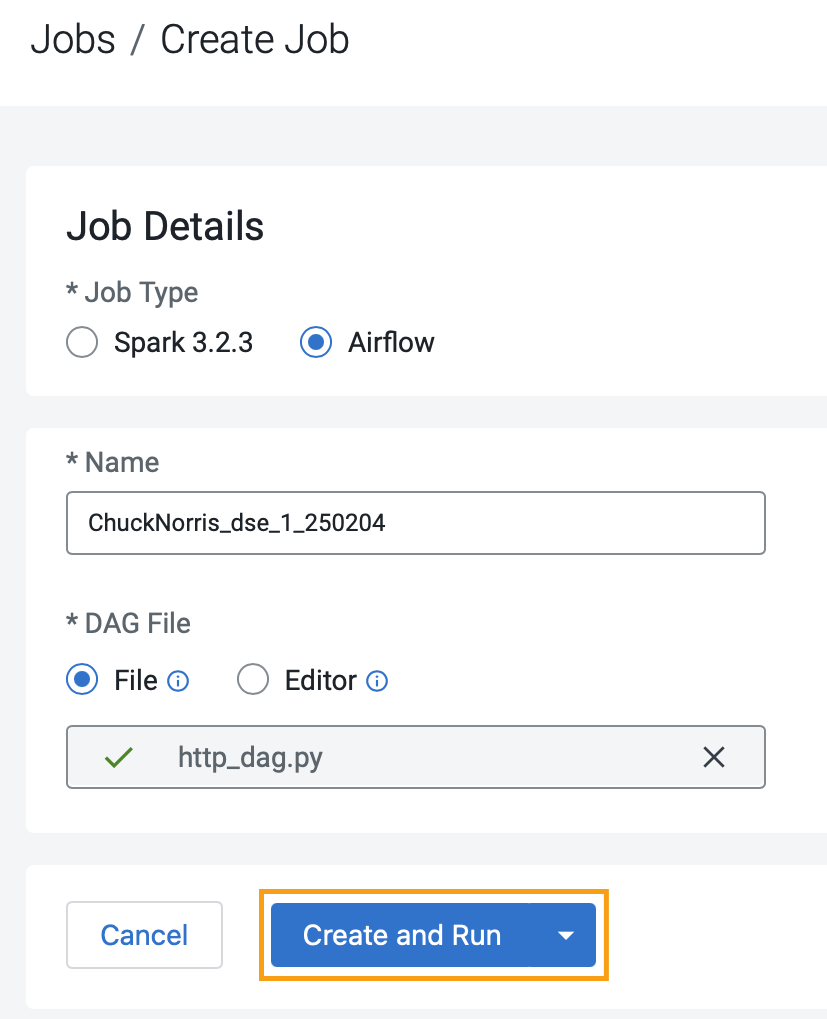 Jobs / Create Job
Job Details
* Job Type
Spark 3.2.3 Airflow
* Name
ChuckNorris_dse_1_250204
* DAG File
File Editor
http_dag.py
Cancel Create and Run